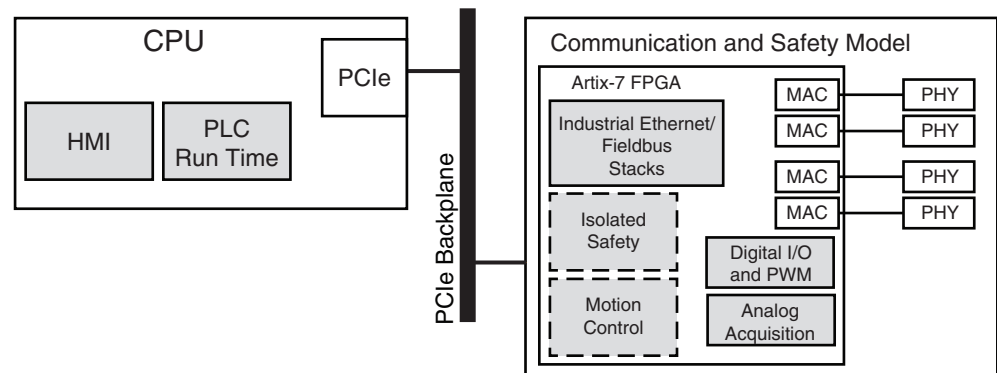 CPU
PCIe
HMI
PLC
Run Time
PCIe Backplane
Communication and Safety Model
Artix-7 FPGA
Industrial Ethernet/
Fieldbus
Stacks
Isolated
Safety
Motion
Control
MAC
PHY
MAC
PHY
MAC
PHY
MAC
PHY
Digital I/O
and PWM
Analog
Acquisition